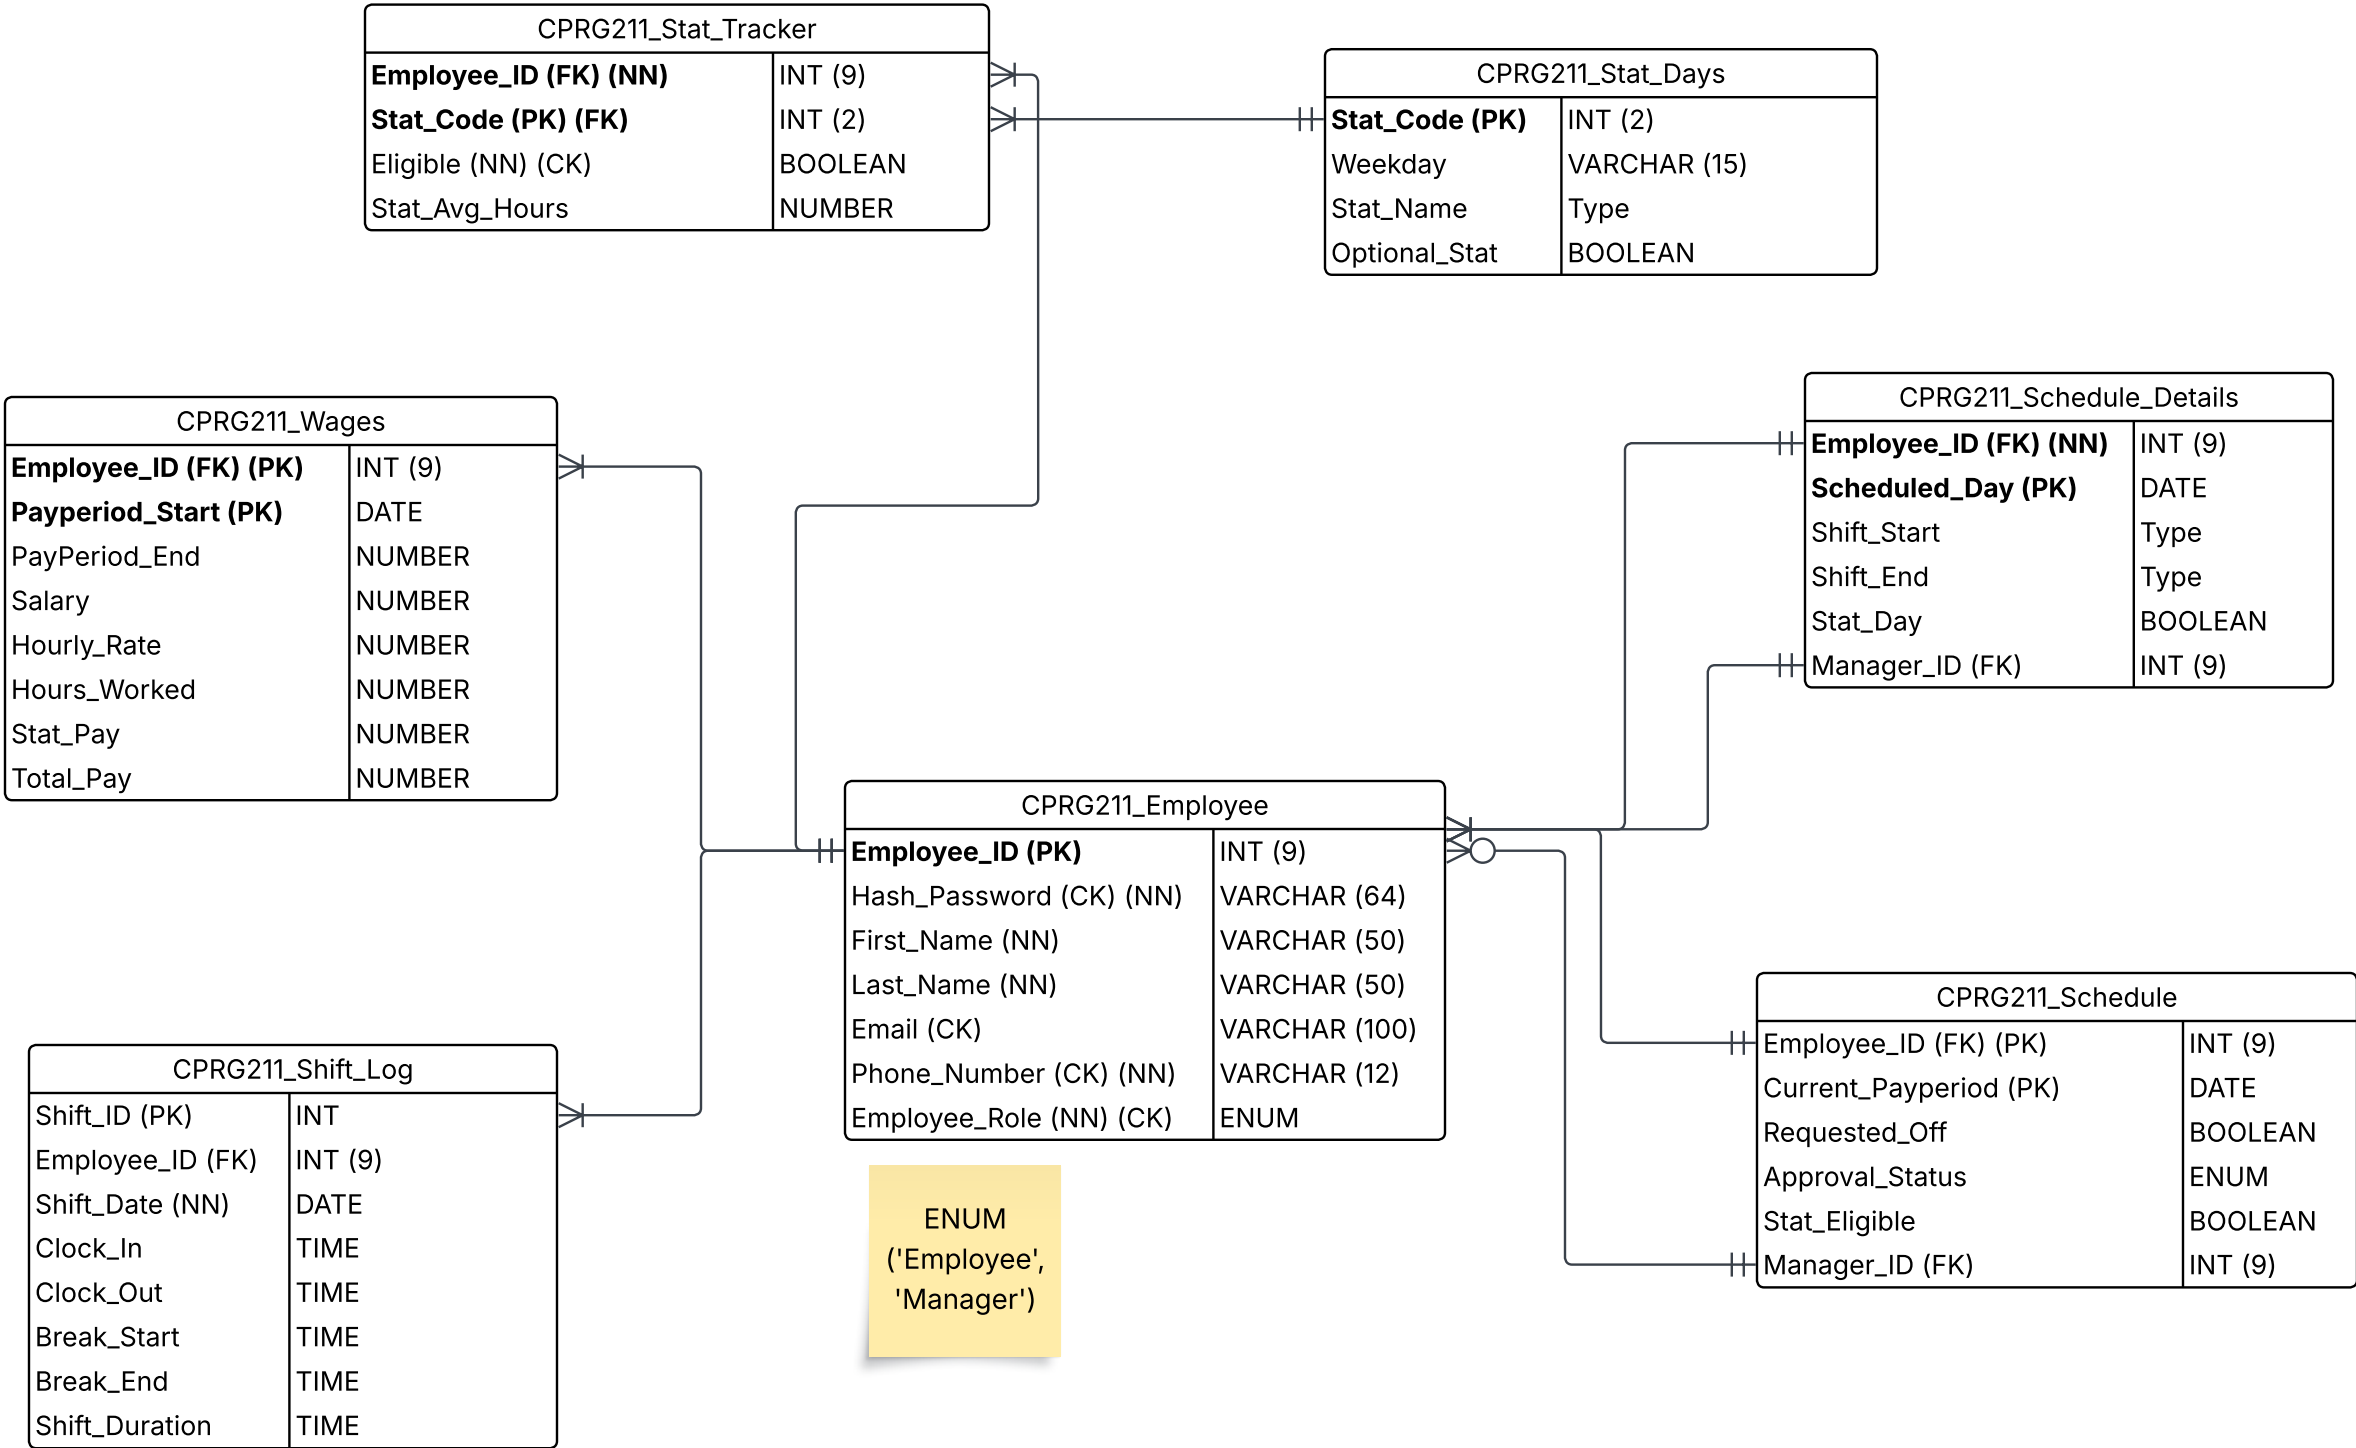 CPRG211_Stat_Tracker
Employee_ID (FK) (NN) INT (9)
Stat_Code (PK) (FK) INT (2)
Eligible (NN) (CK) BOOLEAN
Stat_Avg_Hours NUMBER
CPRG211_Stat_Days
Stat_Code (PK) INT (2)
Weekday VARCHAR (15)
Stat_Name Type
Optional_Stat BOOLEAN
CPRG211_Wages
Employee_ID (FK) (PK) INT (9)
Payperiod_Start (PK) DATE
PayPeriod_End NUMBER
Salary NUMBER
Hourly_Rate NUMBER
Hours_Worked NUMBER
Stat_Pay NUMBER
Total_Pay NUMBER
CPRG211_Schedule_Details
Employee_ID (FK) (NN) INT (9)
Scheduled_Day (PK) DATE
Shift_Start Type
Shift_End Type
Stat_Day BOOLEAN
Manager_ID (FK) INT (9)
CPRG211_Employee
Employee_ID (PK) INT (9)
Hash_Password (CK) (NN) VARCHAR (64)
First_Name (NN) VARCHAR (50)
Last_Name (NN) VARCHAR (50)
Email (CK) VARCHAR (100)
Phone_Number (CK) (NN) VARCHAR (12)
Employee_Role (NN) (CK) ENUM
CPRG211_Schedule
Employee_ID (FK) (PK) INT (9)
Current_Payperiod (PK) DATE
Requested_Off BOOLEAN
Approval_Status ENUM
Stat_Eligible BOOLEAN
Manager_ID (FK) INT (9)
CPRG211_Shift_Log
Shift_ID (PK) INT
Employee_ID (FK) INT (9)
Shift_Date (NN) DATE
Clock_In TIME
Clock_Out TIME
Break_Start TIME
Break_End TIME
Shift_Duration TIME
ENUM
('Employee',
'Manager')